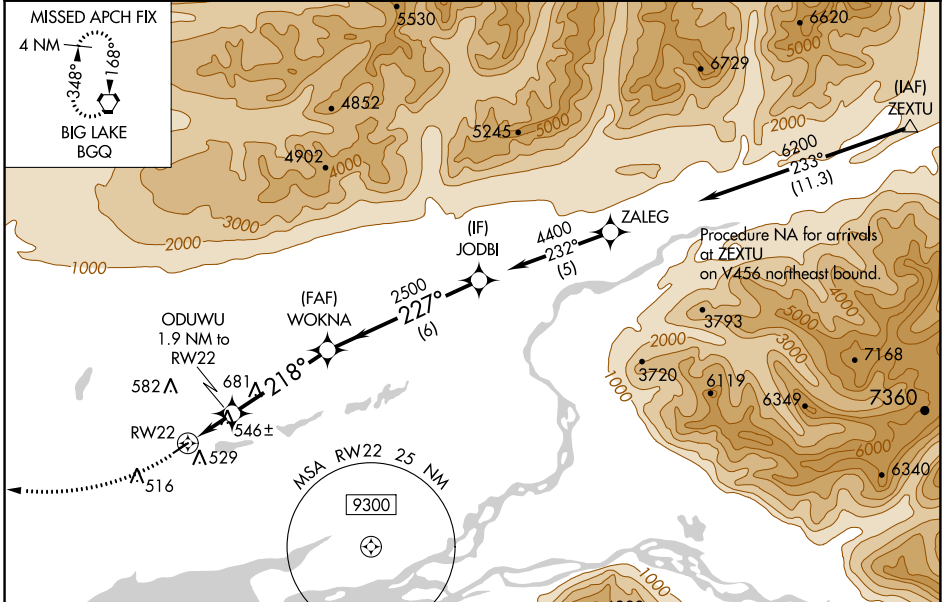 MISSED APCH FIX
4 NM
348°
168°
BIG LAKE
BGQ
5530
6620
5000
6729
4852
5245
5000
2000
(IAF)
ZEXTU
4902
4000
6200
233°
(11.3)
3000
2000
1000
(IF)
JODBI
ZALEG
4400
232°
(5)
Procedure NA for arrivals
at ZEXTU
on V456 northeast bound.
(FAF)
WOKNA
2500
227°
(6)
4000
5000
3793
3000
2000
ODUWU
1.9 NM to
RW22
7168
3720
1000
582
681
218°
6119
6349
7360
RW22
546±
529
6000
516
6340
MSA RW22 25 NM
9300
1000